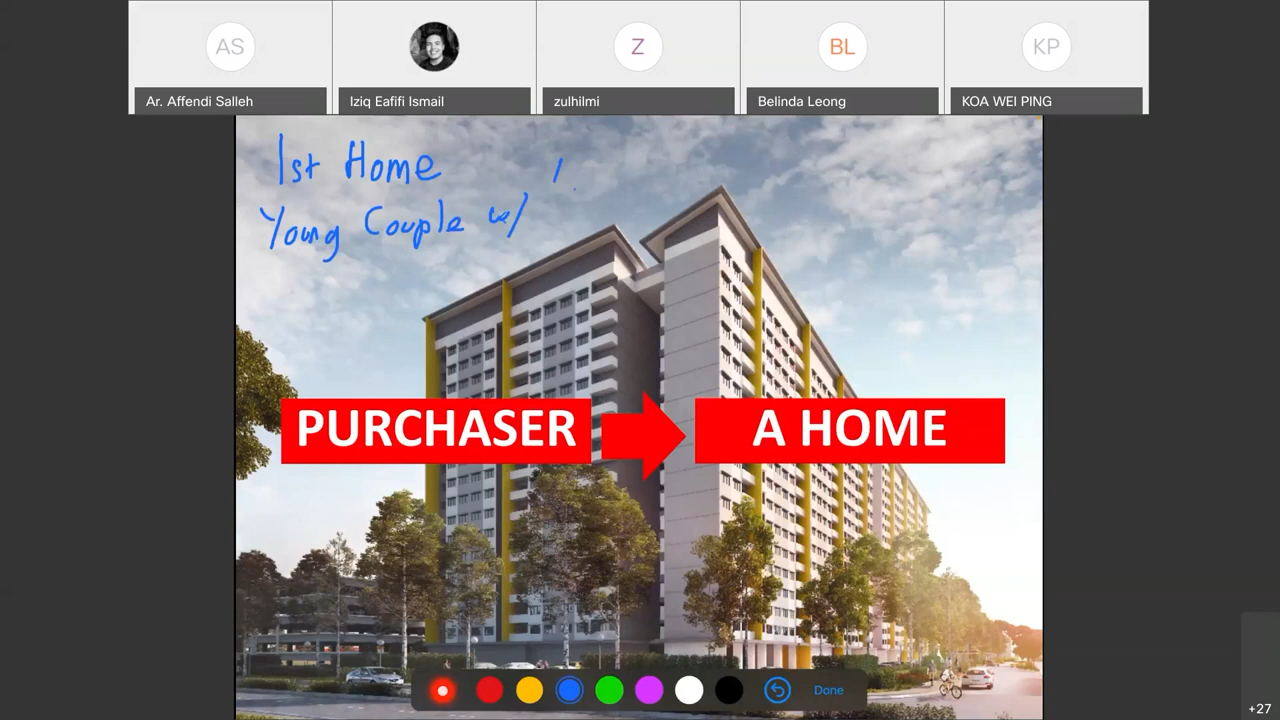 AS
Z
BL
KP
Ar. Affendi Salleh
Iziq Eafifi Ismail
zulhilmi
Belinda Leong
KOA WEI PING
1st Home
Young Couple w/
PURCHASER
A HOME
Done
+27